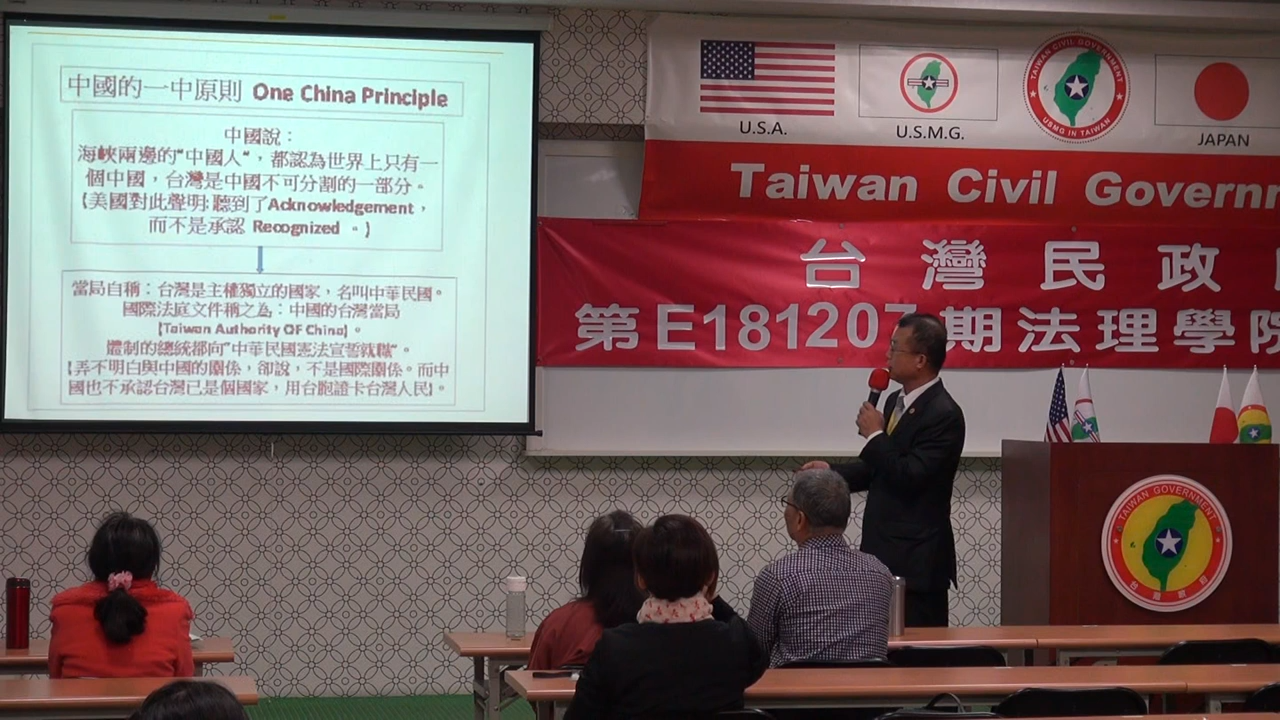 中國的一中原則 One China Principle
中國說：
海峽兩邊的"中國人"，都認為世界上只有一
個中國，台灣是中國不可分割的一部分。
(美國對此聲明: 聽到了Acknowledgement，
而不是承認 Recognized 。)
當局自稱：台灣是主權獨立的國家，名叫中華民國。
國際法庭文件稱之為：中國的台灣當局
(Taiwan Authority OF China)。
體制的總統都向"中華民國憲法宣誓就職"。
(弄不明白與中國的關係，卻說，不是國際關係。而中
國也不承認台灣已是個國家，用台胞證卡台灣人民)。
U.S.A.
U.S.M.G.
TAIWAN CIVIL GOVERNMENT
USMG IN TAIWAN
JAPAN
Taiwan Civil Governm
台灣民政
第E181207期法理學院
TAIWAN GOVERNMENT
台灣政府